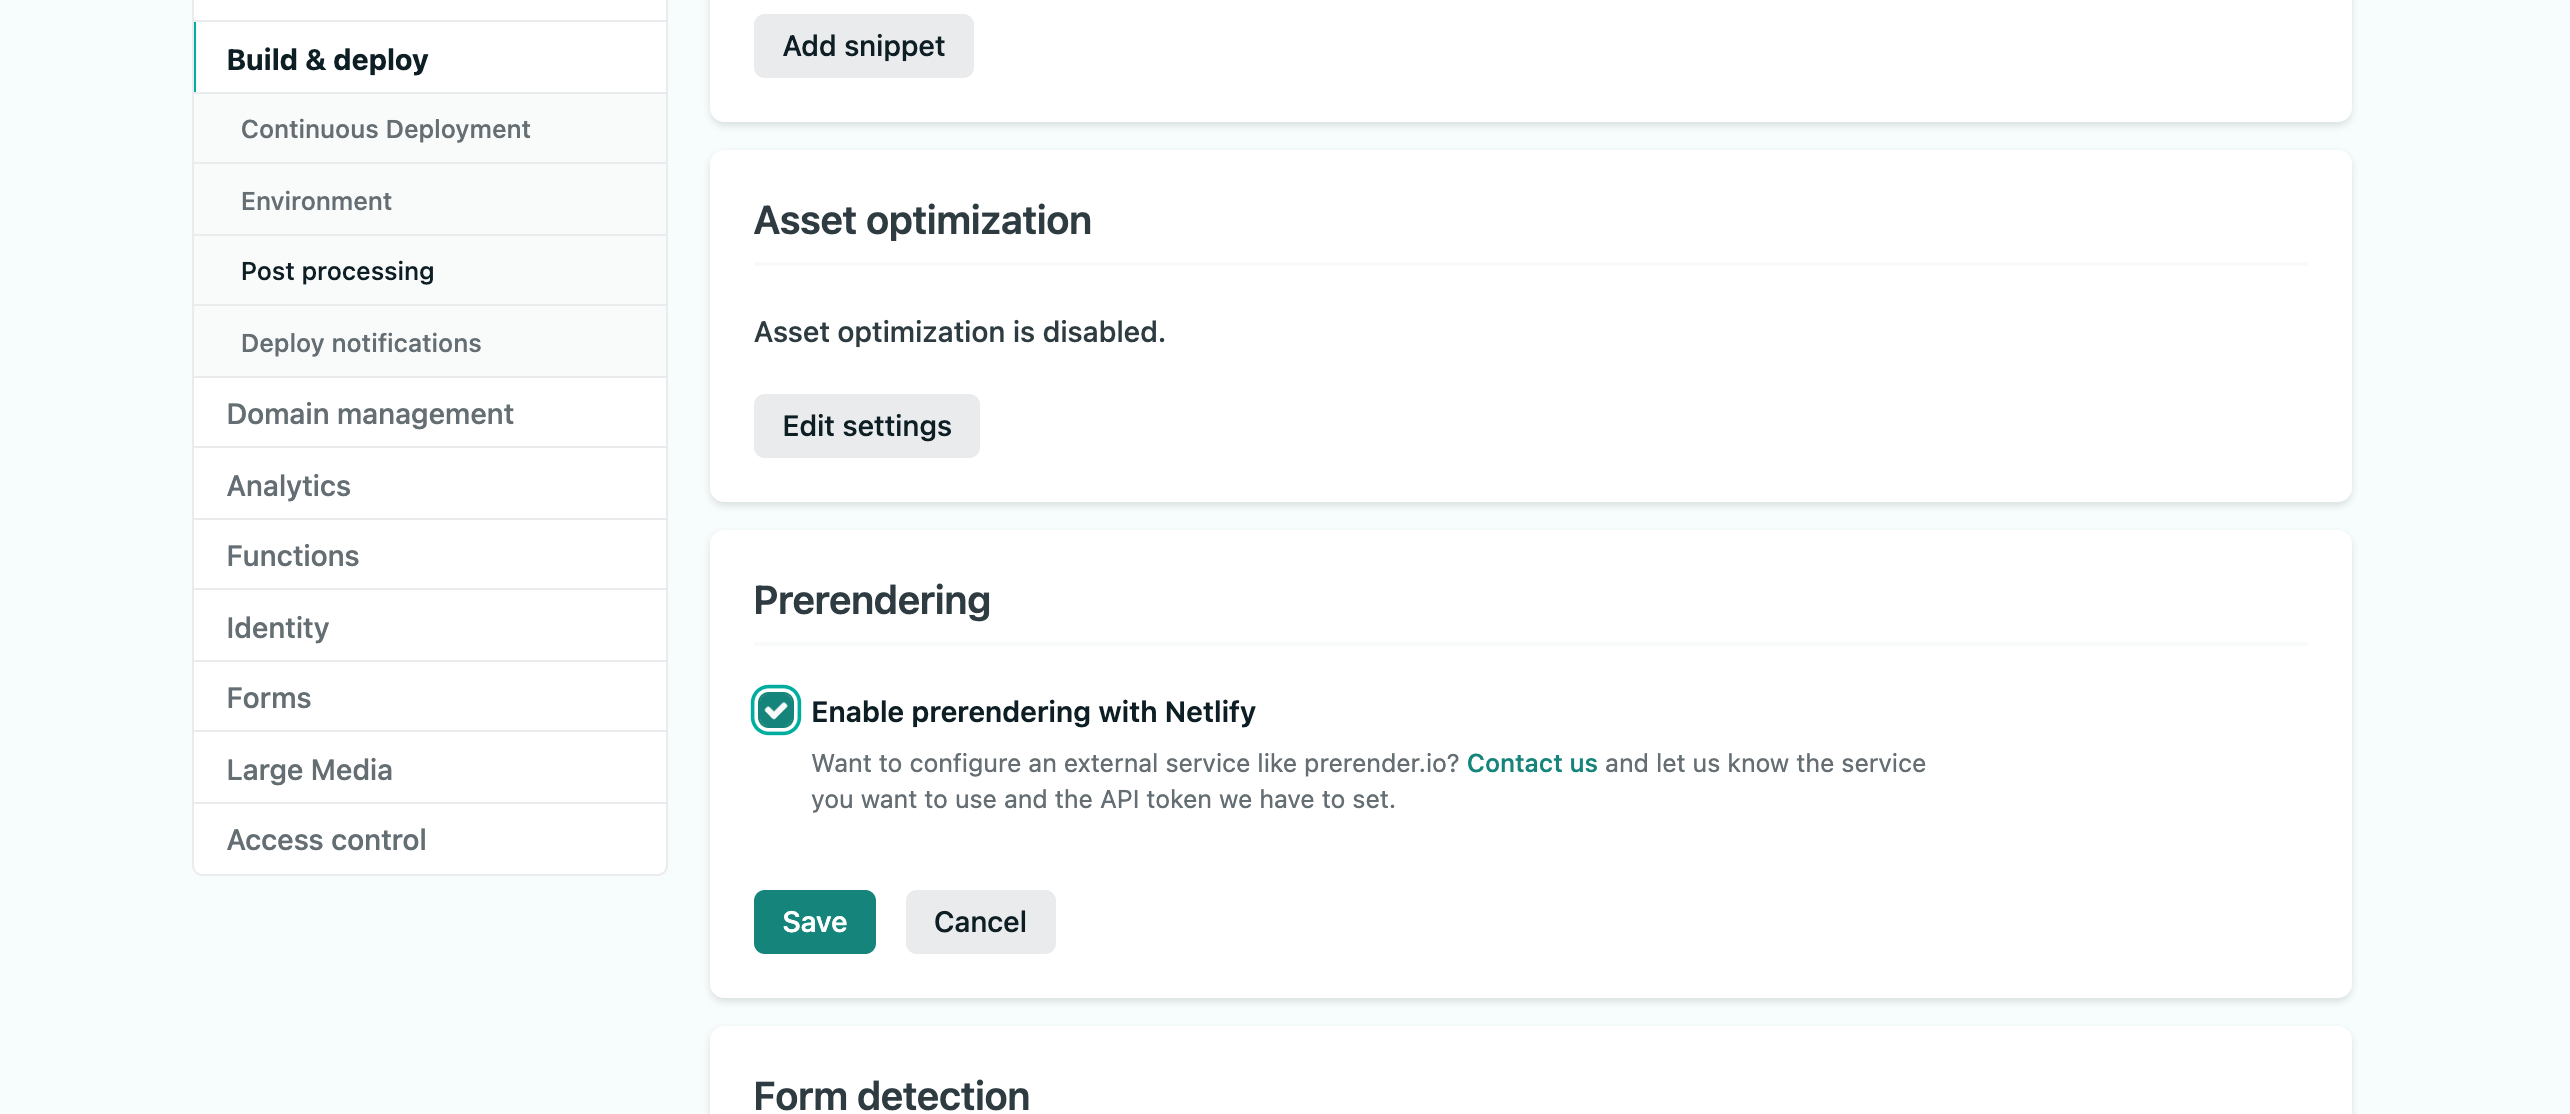 Build & deploy
Continuous Deployment
Environment
Post processing
Deploy notifications
Domain management
Analytics
Functions
Identity
Forms
Large Media
Access control
Add snippet
Asset optimization
Asset optimization is disabled.
Edit settings
Prerendering
Enable prerendering with Netlify
Want to configure an external service like prerender.io? Contact us and let us know the service
you want to use and the API token we have to set.
Save
Cancel
Form detection